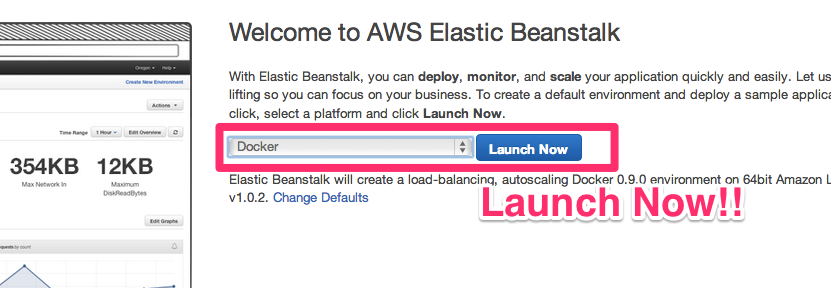 Welcome to AWS Elastic Beanstalk
With Elastic Beanstalk, you can deploy, monitor, and scale your application quickly and easily. Let us
lifting so you can focus on your business. To create a default environment and deploy a sample applica
click, select a platform and click Launch Now.
Docker
Launch Now
Elastic Beanstalk will create a load-balancing, autoscaling Docker 0.9.0 environment on 64bit Amazon L
v1.0.2. Change Defaults
Launch Now!!
Oregon
Help
Create New Environment
Actions
Time Range
1 Hour
Edit Overview
354KB
12KB
Max Network In
Maximum
DiskReadBytes
Edit Graphs
quests by count